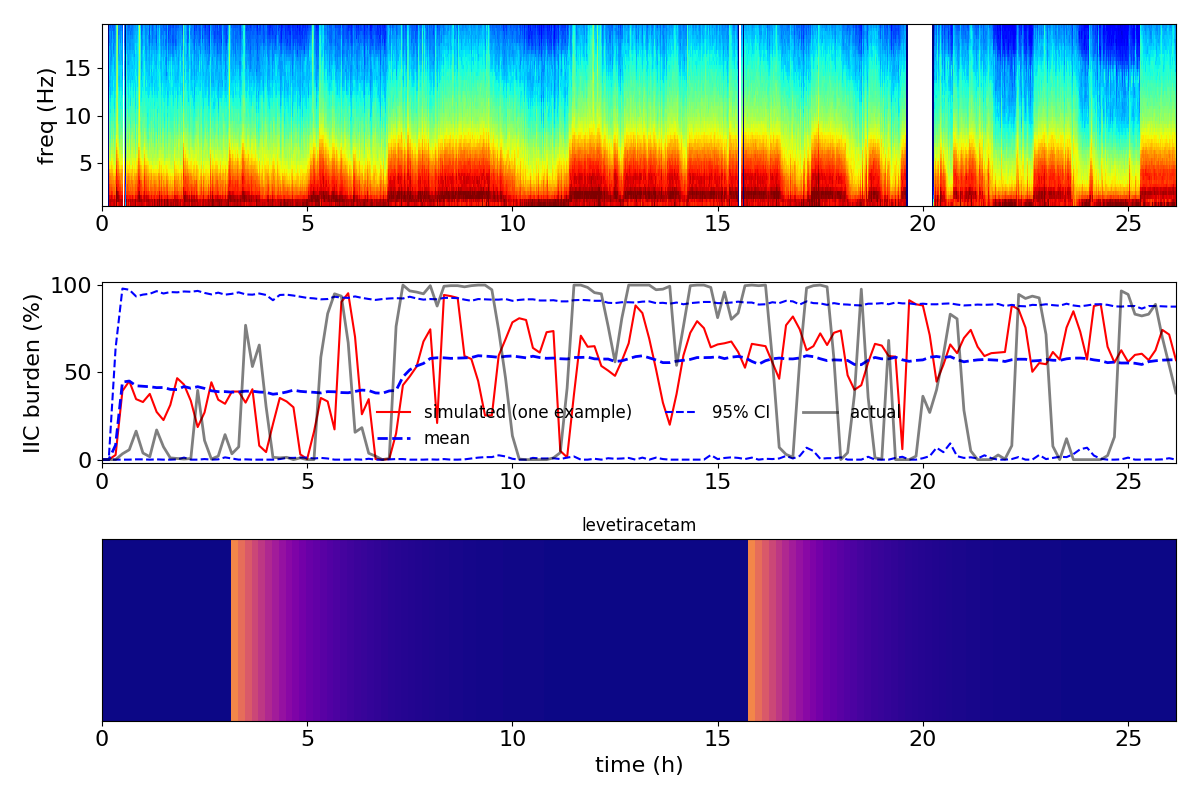 freq (Hz)
15
10
5
0 5 10 15 20 25
IIC burden (%)
100
50
0
simulated (one example) 95% CI actual
mean
0 5 10 15 20 25
levetiracetam
0 5 10 15 20 25
time (h)